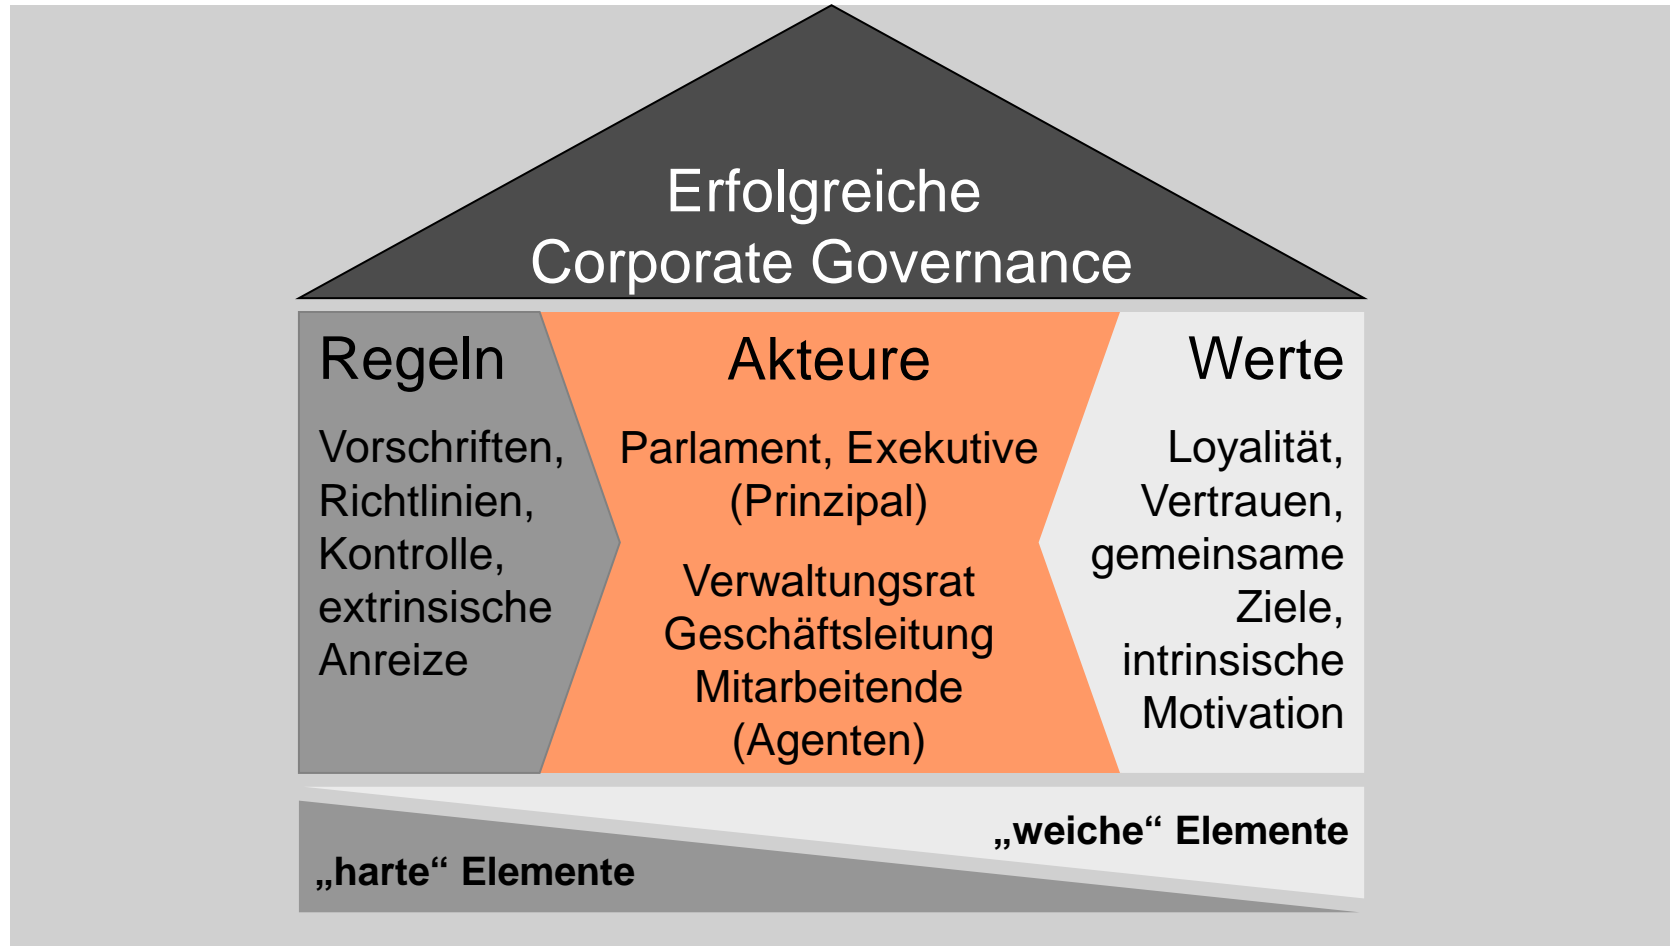 Erfolgreiche
Corporate Governance
Regeln
Vorschriften,
Richtlinien,
Kontrolle,
extrinsische
Anreize
Akteure
Parlament, Exekutive
(Prinzipal)
Verwaltungsrat
Geschäftsleitung
Mitarbeitende
(Agenten)
Werte
Loyalität,
Vertrauen,
gemeinsame
Ziele,
intrinsische
Motivation
„weiche“ Elemente
„harte“ Elemente